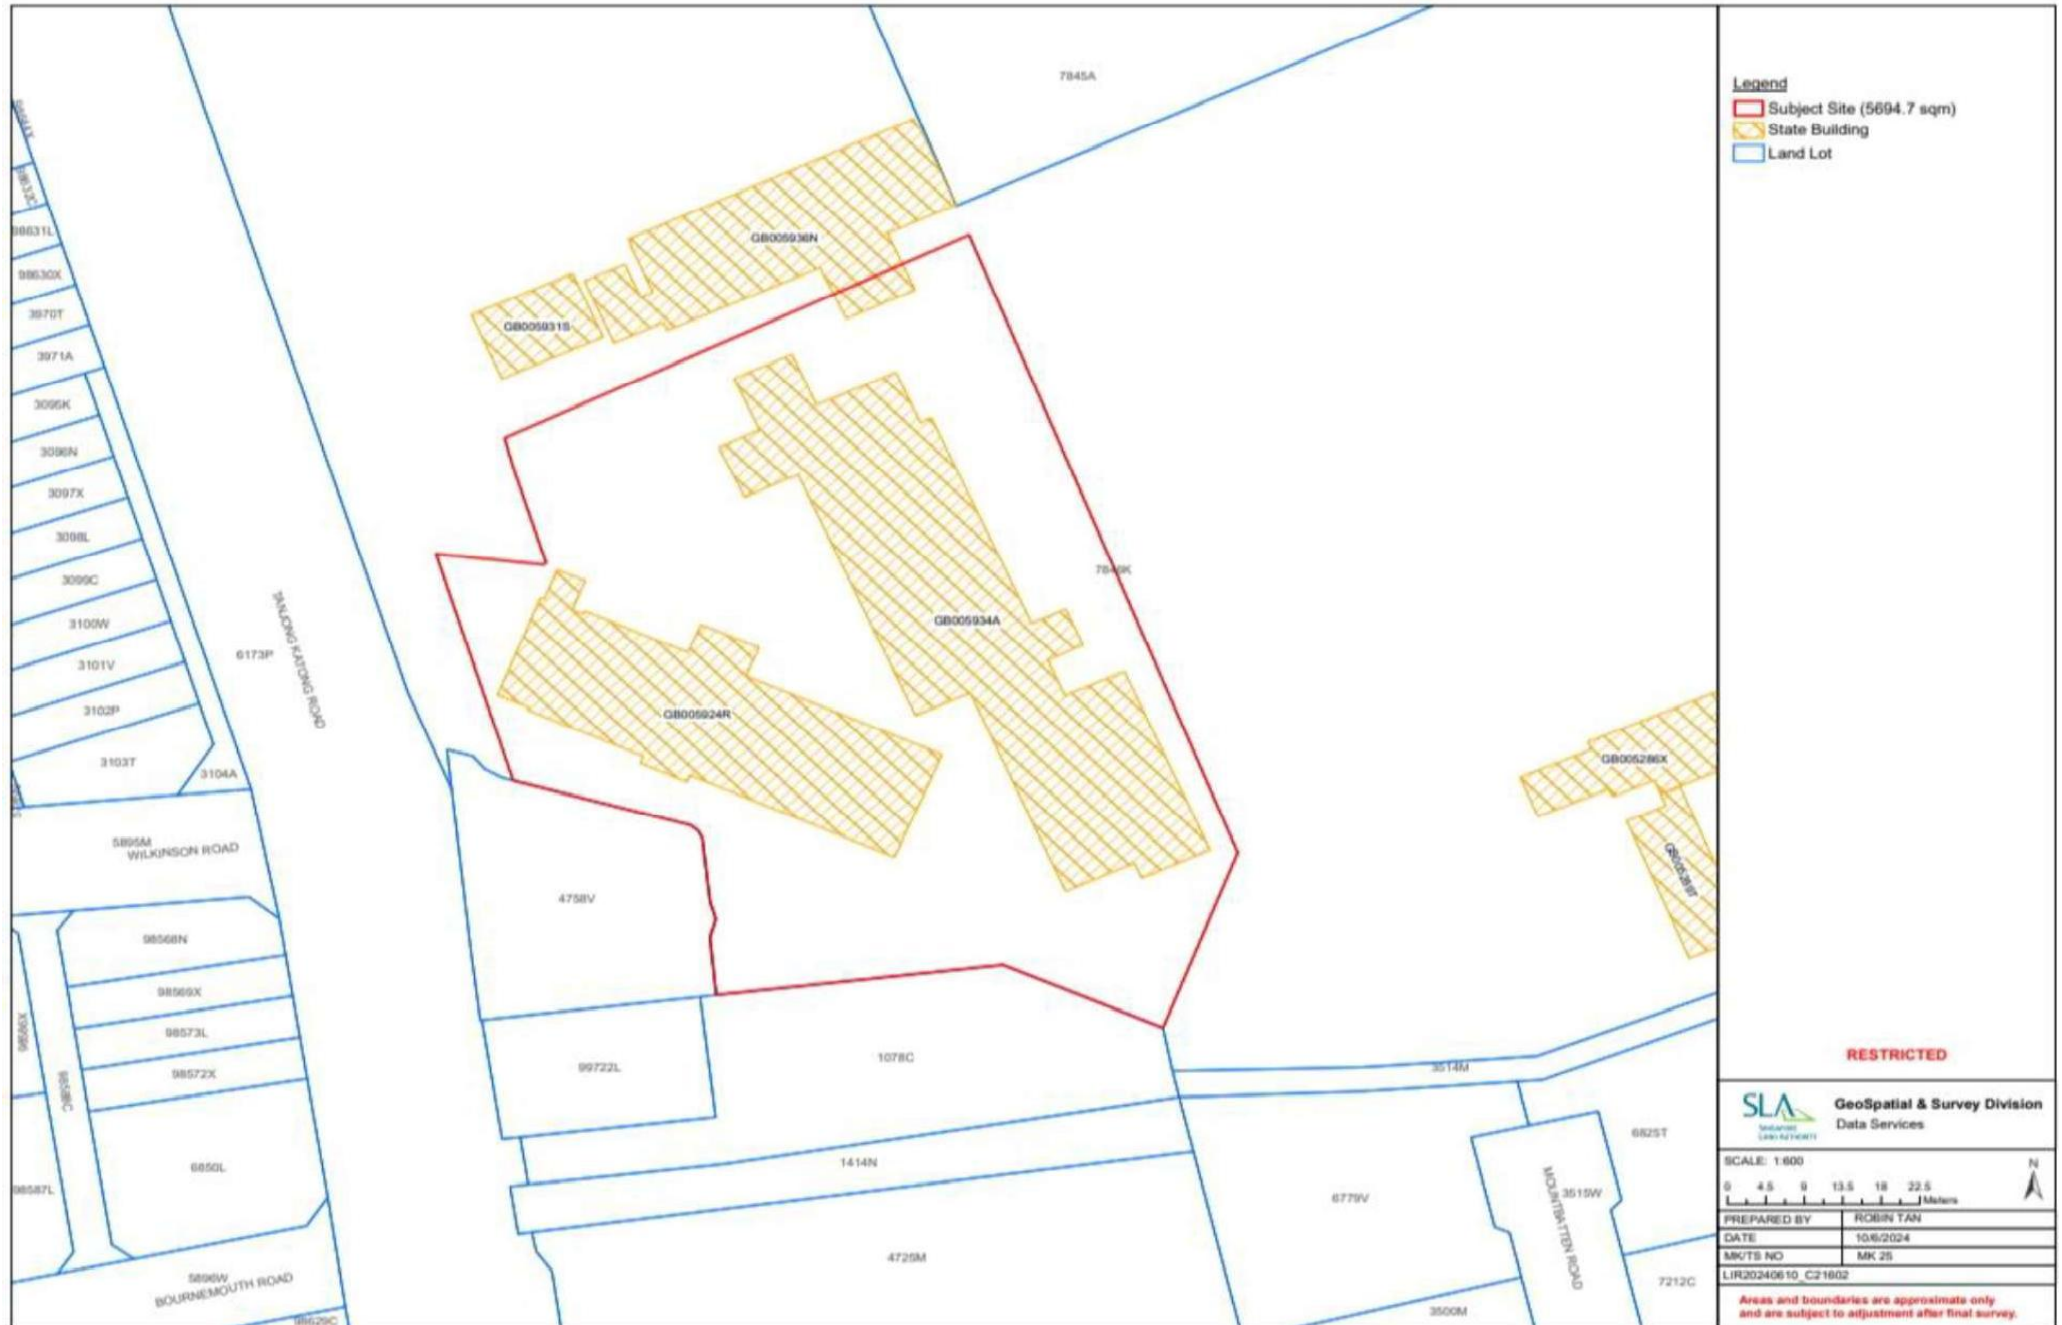 7845A
Legend
Subject Site (5694.7 sqm)
State Building
Land Lot
98631L
98630X
3970T
3971A
3095K
3096N
3097X
3098L
3099C
3100W
3101V
3102P
3103T
3104A
GB005936N
GB005931S
7846K
GB005934A
TANJONG KATONG ROAD
6173P
GB005924R
GB005286X
5895M
WILKINSON ROAD
4758V
98568N
98569X
98573L
98572X
99722L
1078C
3514M
6850L
98587L
1414N
6779V
MOUNTBATTEN ROAD
3515W
6825T
4725M
5896W
BOURNEMOUTH ROAD
98629C
3500M
7212C
RESTRICTED
SLA
SINGAPORE
LAND AUTHORITY
GeoSpatial & Survey Division
Data Services
SCALE: 1:600
N
0 4.5 9 13.5 18 22.5
Meters
PREPARED BY ROBIN TAN
DATE 10/6/2024
MK/TS NO MK 25
LIR20240610_C21602
Areas and boundaries are approximate only
and are subject to adjustment after final survey.